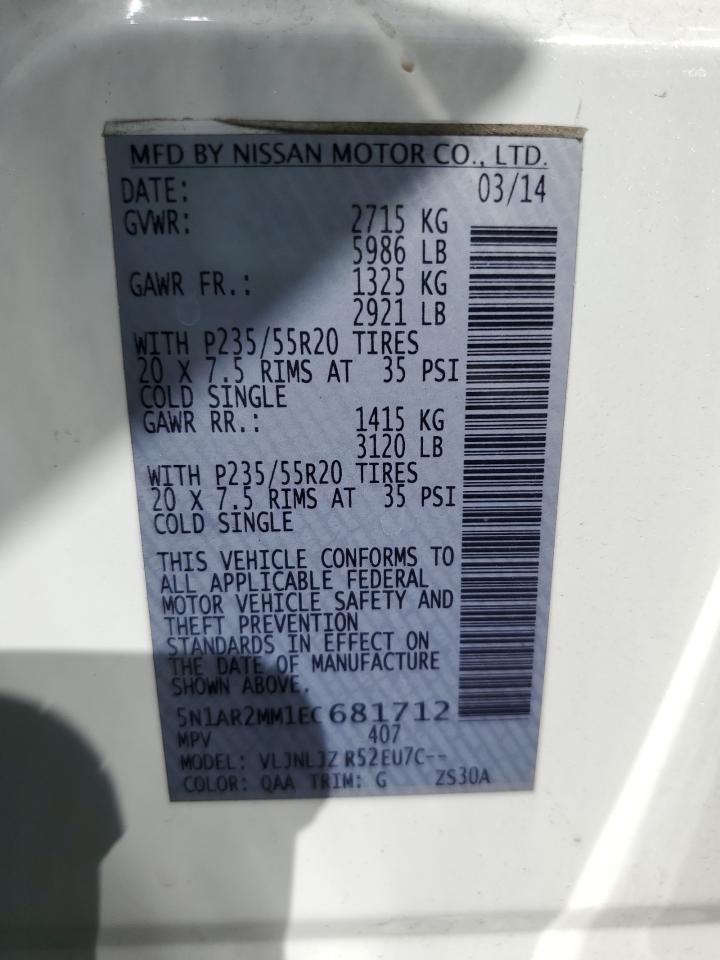 MFD BY NISSAN MOTOR CO., LTD.
DATE: 03/14
GVWR: 2715 KG
5986 LB
GAWR FR.: 1325 KG
2921 LB
WITH P235/55R20 TIRES
20 X 7.5 RIMS AT 35 PSI
COLD SINGLE
GAWR RR.: 1415 KG
3120 LB
WITH P235/55R20 TIRES
20 X 7.5 RIMS AT 35 PSI
COLD SINGLE
THIS VEHICLE CONFORMS TO
ALL APPLICABLE FEDERAL
MOTOR VEHICLE SAFETY AND
THEFT PREVENTION
STANDARDS IN EFFECT ON
THE DATE OF MANUFACTURE
SHOWN ABOVE.
5N1AR2MM1EC681712
MPV 407
MODEL: VLJNLJZ R52EU7C--
COLOR: QAA TRIM: G ZS30A